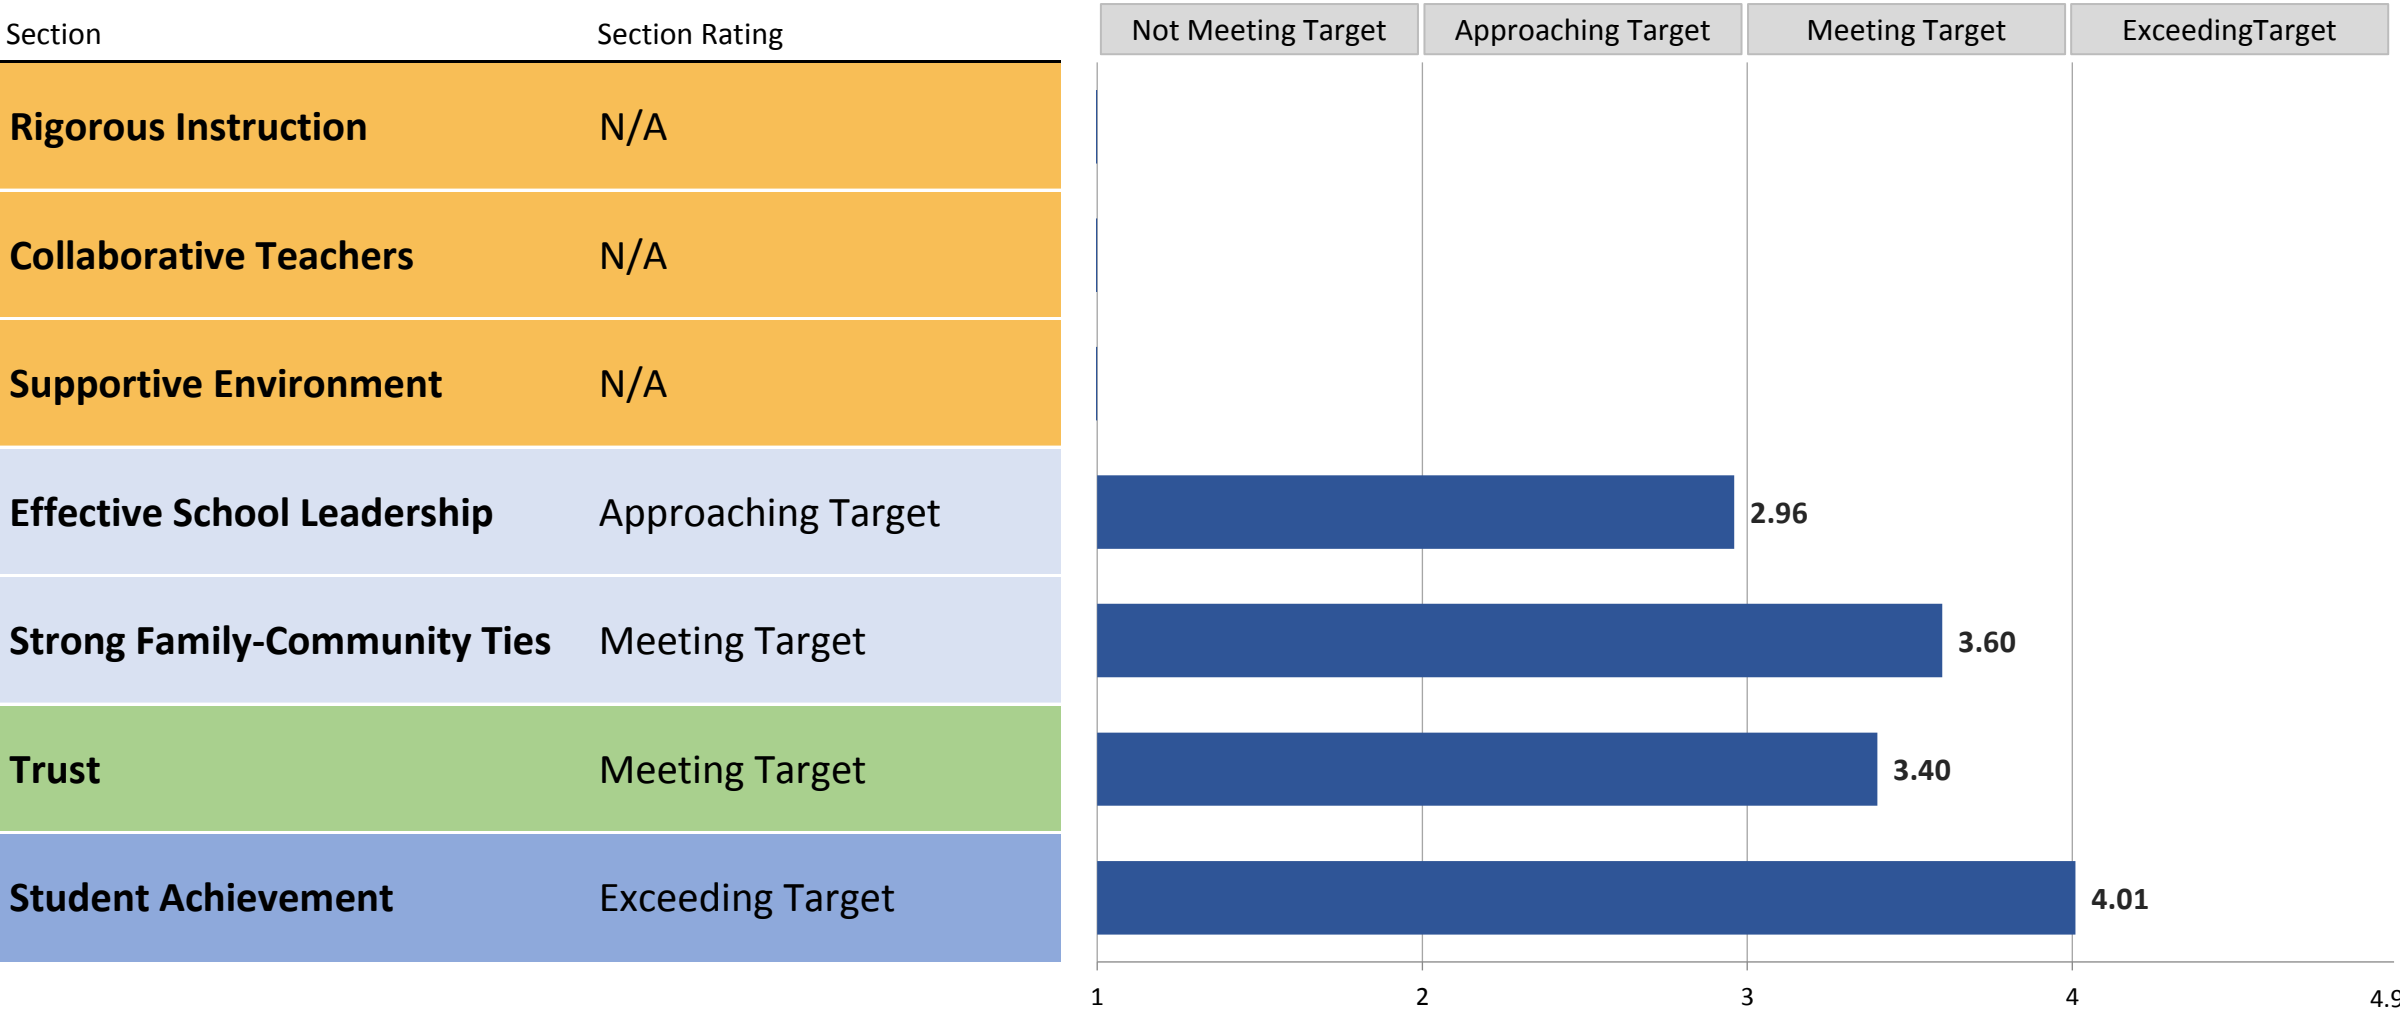 Section Section Rating Not Meeting Target Approaching Target Meeting Target ExceedingTarget
Rigorous Instruction N/A
Collaborative Teachers N/A
Supportive Environment N/A
Effective School Leadership Approaching Target 2.96
Strong Family-Community Ties Meeting Target 3.60
Trust Meeting Target 3.40
Student Achievement Exceeding Target 4.01
1 2 3 4 4.9